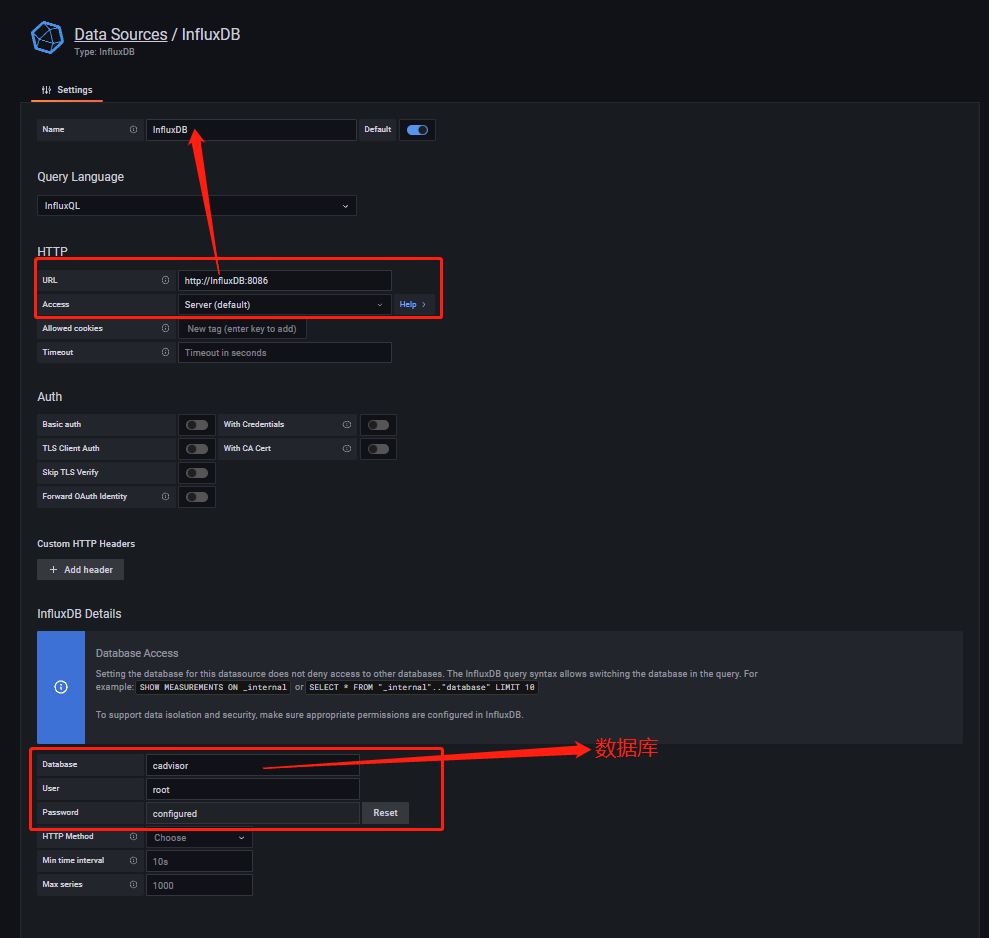 Data Sources / InfluxDB
Type: InfluxDB
Settings
Name InfluxDB Default
Query Language
InfluxQL
HTTP
URL http://InfluxDB:8086
Access Server (default) Help >
Allowed cookies New tag (enter key to add)
Timeout Timeout in seconds
Auth
Basic auth With Credentials
TLS Client Auth With CA Cert
Skip TLS Verify
Forward OAuth Identity
Custom HTTP Headers
+ Add header
InfluxDB Details
Database Access
Setting the database for this datasource does not deny access to other databases. The InfluxDB query syntax allows switching the database in the query. For
example: SHOW MEASUREMENTS ON _internal or SELECT * FROM "_internal".."database" LIMIT 10
To support data isolation and security, make sure appropriate permissions are configured in InfluxDB.
Database cadvisor 数据库
User root
Password configured Reset
HTTP Method Choose
Min time interval 10s
Max series 1000